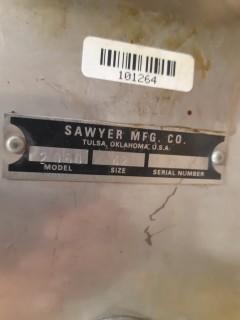 101264
SAWYER MFG. CO.
TULSA, OKLAHOMA, U.S.A.
MODEL SIZE SERIAL NUMBER